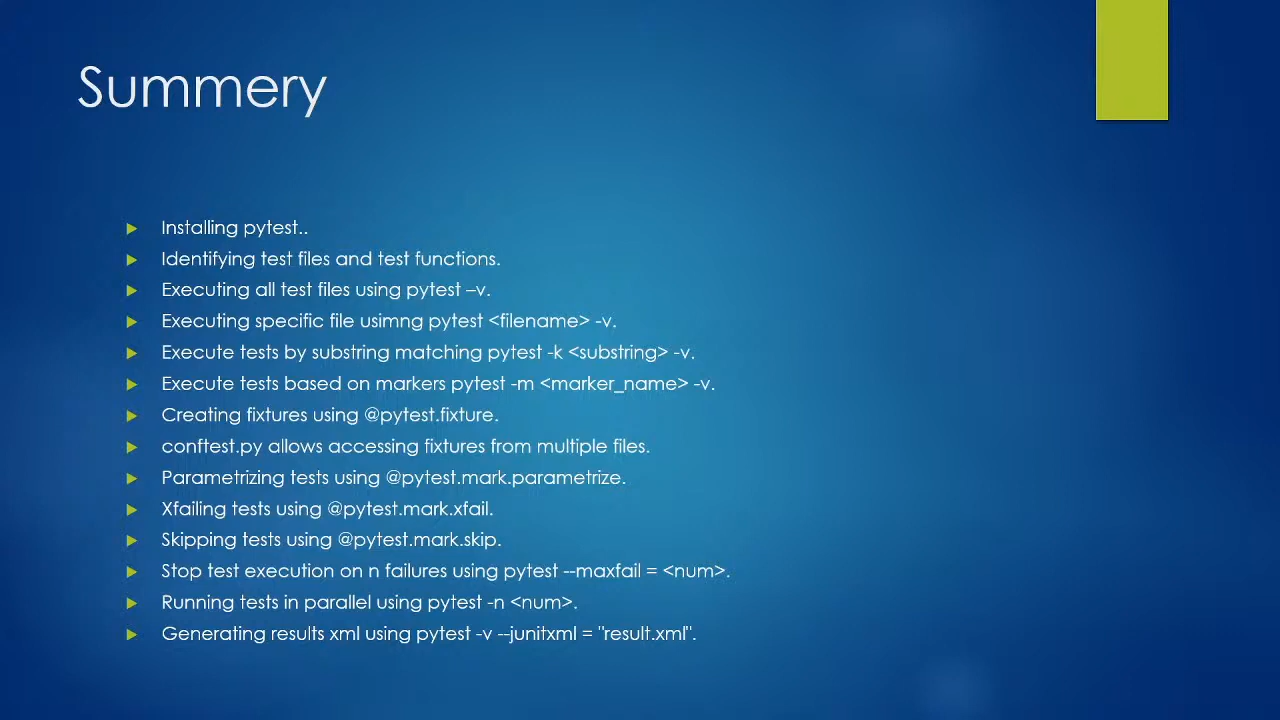 Summery
Installing pytest..
Identifying test files and test functions.
Executing all test files using pytest –v.
Executing specific file usimng pytest <filename> -v.
Execute tests by substring matching pytest -k <substring> -v.
Execute tests based on markers pytest -m <marker_name> -v.
Creating fixtures using @pytest.fixture.
conftest.py allows accessing fixtures from multiple files.
Parametrizing tests using @pytest.mark.parametrize.
Xfailing tests using @pytest.mark.xfail.
Skipping tests using @pytest.mark.skip.
Stop test execution on n failures using pytest --maxfail = <num>.
Running tests in parallel using pytest -n <num>.
Generating results xml using pytest -v --junitxml = "result.xml".